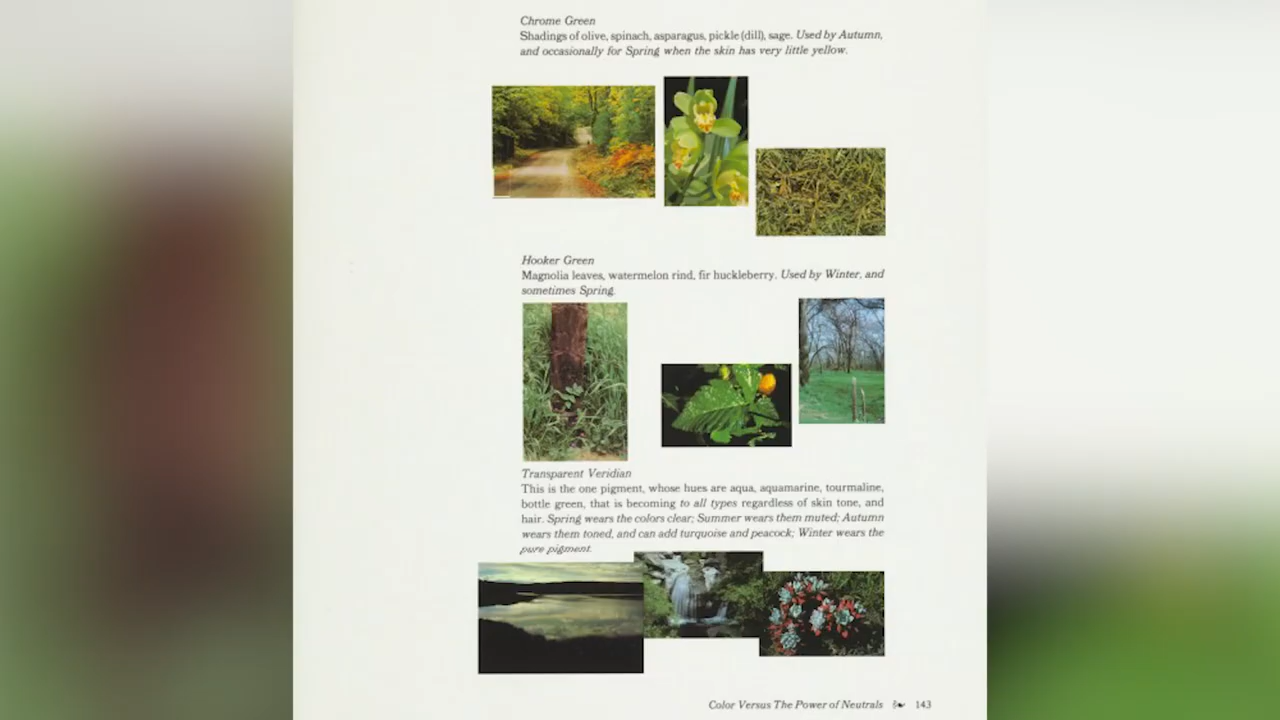 Chrome Green
Shadings of olive, spinach, asparagus, pickle (dill), sage. Used by Autumn,
and occasionally for Spring when the skin has very little yellow.
Hooker Green
Magnolia leaves, watermelon rind, fir huckleberry. Used by Winter, and
sometimes Spring.
Transparent Veridian
This is the one pigment, whose hues are aqua, aquamarine, tourmaline,
bottle green, that is becoming to all types regardless of skin tone, and
hair. Spring wears the colors clear; Summer wears them muted; Autumn
wears them toned, and can add turquoise and peacock; Winter wears the
pure pigment.
Color Versus The Power of Neutrals 143